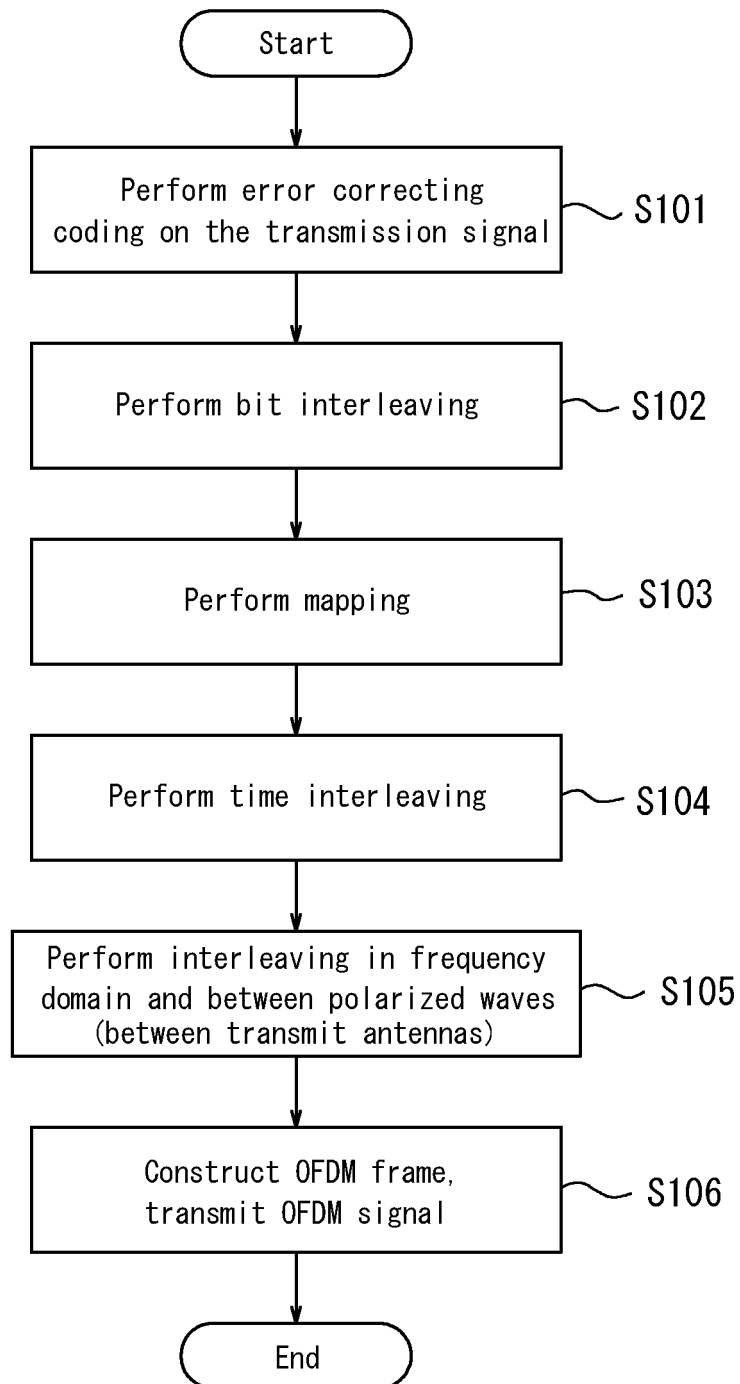 Start
Perform error correcting
coding on the transmission signal
S101
Perform bit interleaving
S102
Perform mapping
S103
Perform time interleaving
S104
Perform interleaving in frequency
domain and between polarized waves
(between transmit antennas)
S105
Construct OFDM frame,
transmit OFDM signal
S106
End